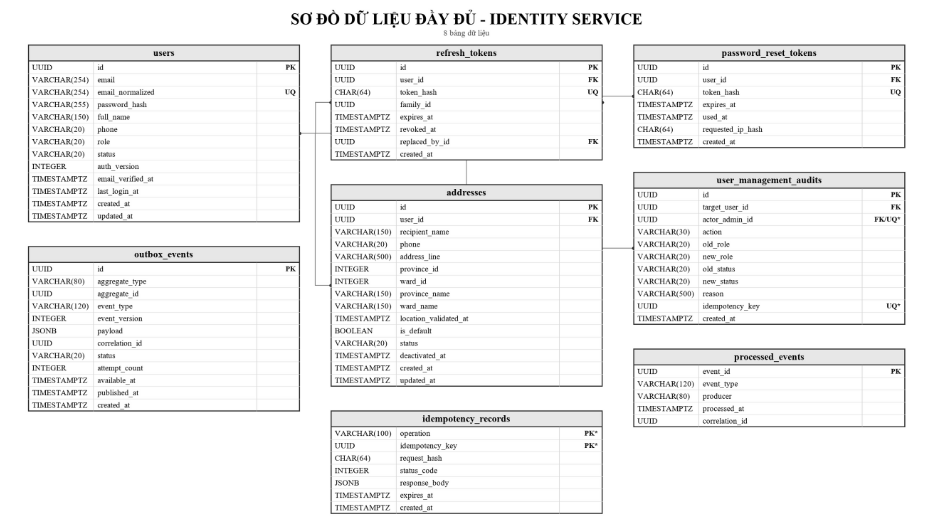 SƠ ĐỒ DỮ LIỆU ĐẦY ĐỦ - IDENTITY SERVICE
8 bảng dữ liệu
users
UUID id PK
VARCHAR(254) email
VARCHAR(254) email_normalized UQ
VARCHAR(255) password_hash
VARCHAR(150) full_name
VARCHAR(20) phone
VARCHAR(20) role
VARCHAR(20) status
INTEGER auth_version
TIMESTAMPTZ email_verified_at
TIMESTAMPTZ last_login_at
TIMESTAMPTZ created_at
TIMESTAMPTZ updated_at
outbox_events
UUID id PK
VARCHAR(80) aggregate_type
UUID aggregate_id
VARCHAR(120) event_type
INTEGER event_version
JSONB payload
UUID correlation_id
VARCHAR(20) status
INTEGER attempt_count
TIMESTAMPTZ available_at
TIMESTAMPTZ published_at
TIMESTAMPTZ created_at
refresh_tokens
UUID id PK
UUID user_id FK
CHAR(64) token_hash UQ
UUID family_id
TIMESTAMPTZ expires_at
TIMESTAMPTZ revoked_at
UUID replaced_by_id FK
TIMESTAMPTZ created_at
addresses
UUID id PK
UUID user_id FK
VARCHAR(150) recipient_name
VARCHAR(20) phone
VARCHAR(500) address_line
INTEGER province_id
INTEGER ward_id
VARCHAR(150) province_name
VARCHAR(150) ward_name
TIMESTAMPTZ location_validated_at
BOOLEAN is_default
VARCHAR(20) status
TIMESTAMPTZ deactivated_at
TIMESTAMPTZ created_at
TIMESTAMPTZ updated_at
idempotency_records
VARCHAR(100) operation PK*
UUID idempotency_key PK*
CHAR(64) request_hash
INTEGER status_code
JSONB response_body
TIMESTAMPTZ expires_at
TIMESTAMPTZ created_at
password_reset_tokens
UUID id PK
UUID user_id FK
CHAR(64) token_hash UQ
TIMESTAMPTZ expires_at
TIMESTAMPTZ used_at
CHAR(64) requested_ip_hash
TIMESTAMPTZ created_at
user_management_audits
UUID id PK
UUID target_user_id FK
UUID actor_admin_id FK/UQ*
VARCHAR(30) action
VARCHAR(20) old_role
VARCHAR(20) new_role
VARCHAR(20) old_status
VARCHAR(20) new_status
VARCHAR(500) reason
UUID idempotency_key UQ*
TIMESTAMPTZ created_at
processed_events
UUID event_id PK
VARCHAR(120) event_type
VARCHAR(80) producer
TIMESTAMPTZ processed_at
UUID correlation_id